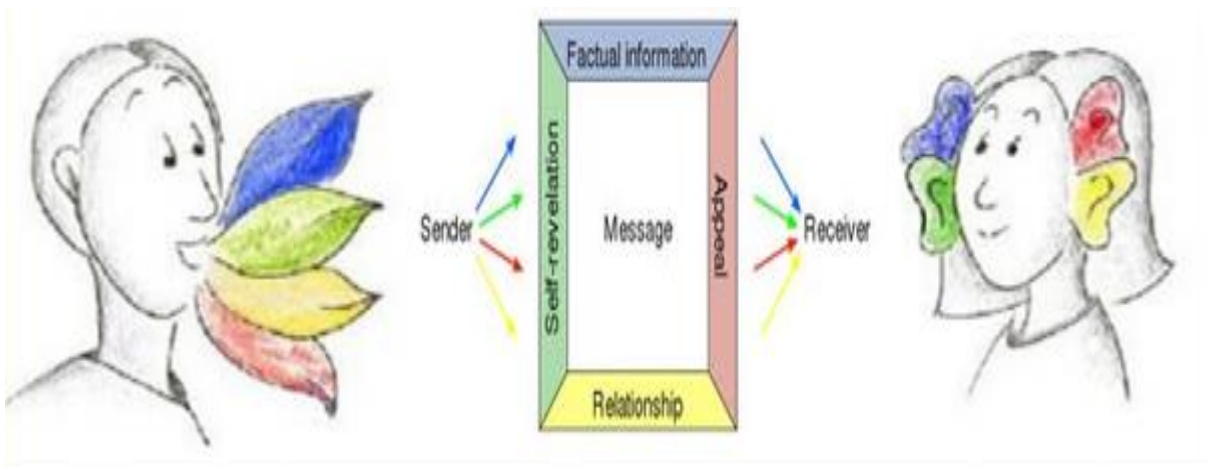 Factual information
Sender
Self-revelation
Message
Appeal
Receiver
Relationship